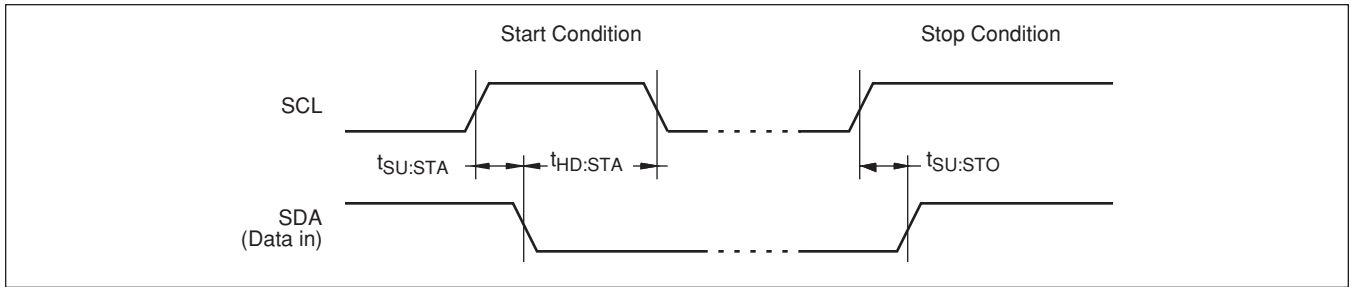 Start Condition
Stop Condition
SCL
tSU:STA
tHD:STA
tSU:STO
SDA
(Data in)